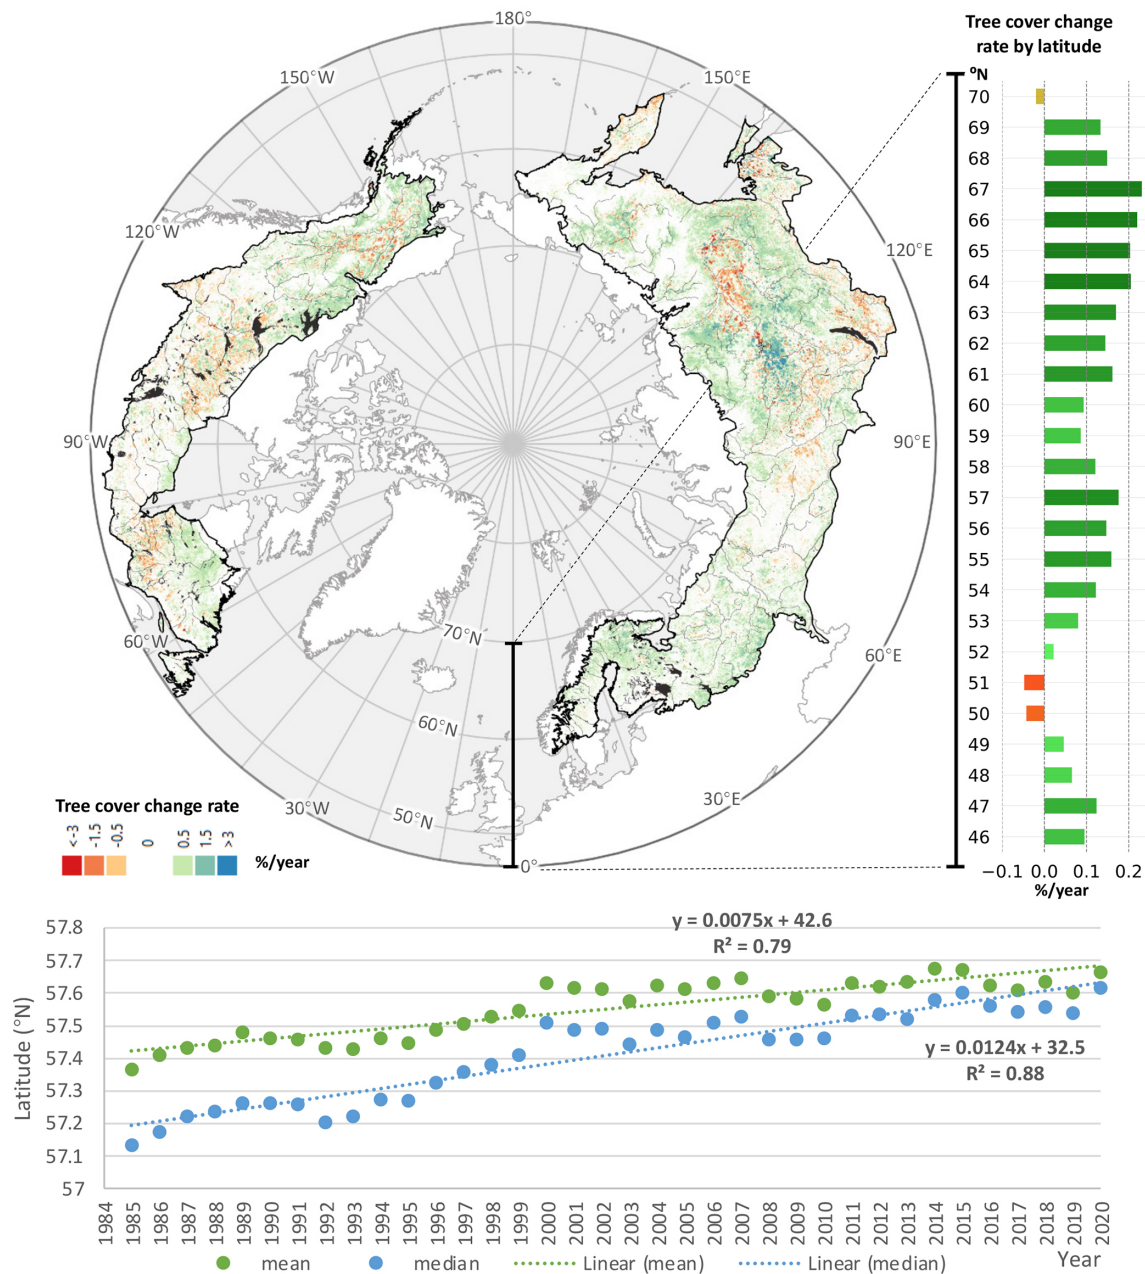 180°
150°W
150°E
120°W
120°E
90°W
90°E
60°W
60°E
30°W
30°E
0°
70°N
60°N
50°N
Tree cover change
rate by latitude
°N
70
69
68
67
66
65
64
63
62
61
60
59
58
57
56
55
54
53
52
51
50
49
48
47
46
−0.1 0.0 0.1 0.2
%/year
Tree cover change rate
<-3 -1.5 -0.5 0 0.5 1.5 >3
%/year
y = 0.0075x + 42.6
R² = 0.79
y = 0.0124x + 32.5
R² = 0.88
Latitude (°N)
57.8
57.7
57.6
57.5
57.4
57.3
57.2
57.1
57
1984 1985 1986 1987 1988 1989 1990 1991 1992 1993 1994 1995 1996 1997 1998 1999 2000 2001 2002 2003 2004 2005 2006 2007 2008 2009 2010 2011 2012 2013 2014 2015 2016 2017 2018 2019 2020
Year
mean median Linear (mean) Linear (median)